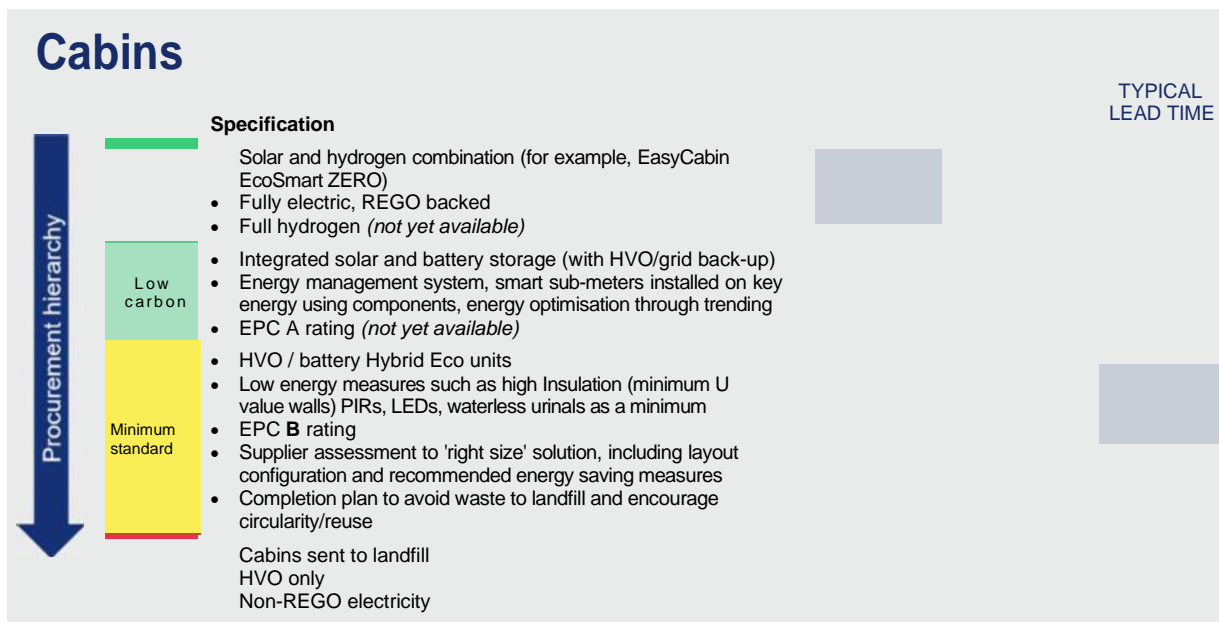 Cabins
TYPICAL
LEAD TIME
Procurement hierarchy
Specification
Solar and hydrogen combination (for example, EasyCabin
EcoSmart ZERO)
• Fully electric, REGO backed
• Full hydrogen (not yet available)
Low
carbon
• Integrated solar and battery storage (with HVO/grid back-up)
• Energy management system, smart sub-meters installed on key
energy using components, energy optimisation through trending
• EPC A rating (not yet available)
Minimum
standard
• HVO / battery Hybrid Eco units
• Low energy measures such as high Insulation (minimum U
value walls) PIRs, LEDs, waterless urinals as a minimum
• EPC B rating
• Supplier assessment to 'right size' solution, including layout
configuration and recommended energy saving measures
• Completion plan to avoid waste to landfill and encourage
circularity/reuse
Cabins sent to landfill
HVO only
Non-REGO electricity